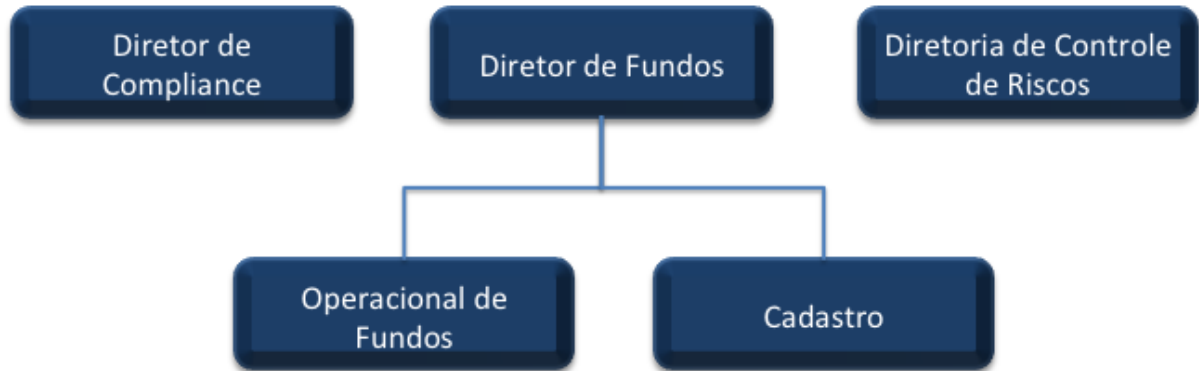 Diretor de
Compliance
Diretor de Fundos
Diretoria de Controle
de Riscos
Operacional de
Fundos
Cadastro